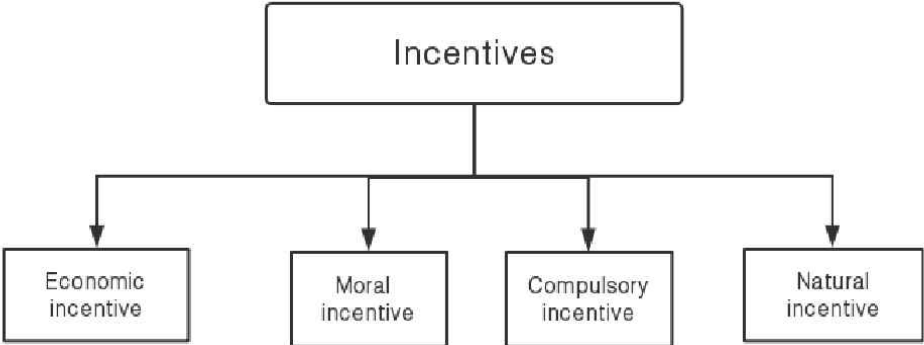 Incentives
Economic
incentive
Moral
incentive
Compulsory
incentive
Natural
incentive